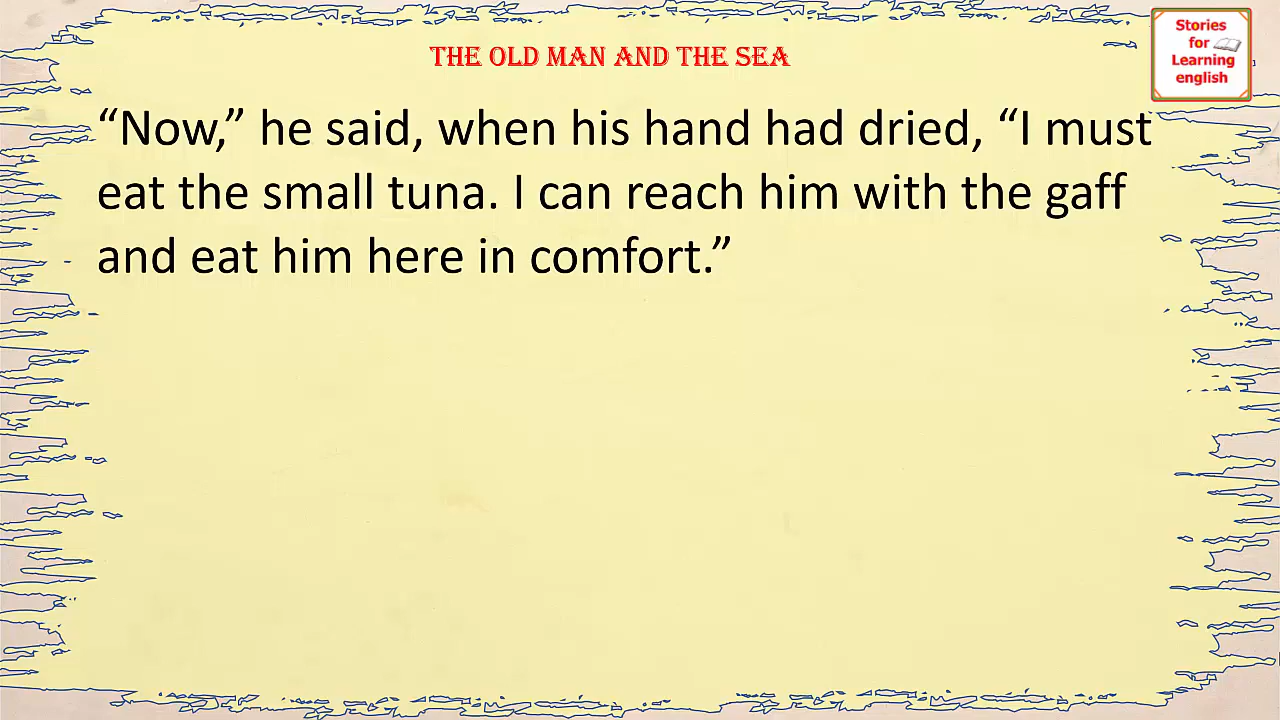 THE OLD MAN AND THE SEA
Stories
for
Learning
english
“Now,” he said, when his hand had dried, “I must
eat the small tuna. I can reach him with the gaff
and eat him here in comfort.”